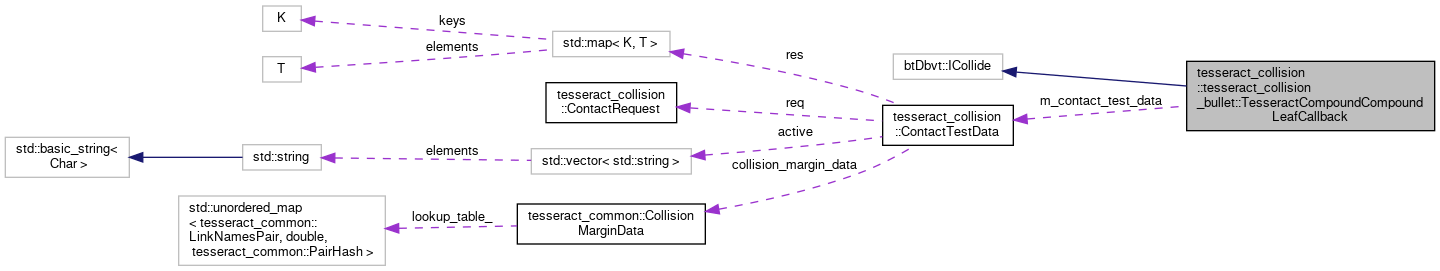 K
keys
T
elements
std::map< K, T >
res
btDbvt::ICollide
tesseract_collision
::tesseract_collision
_bullet::TesseractCompoundCompound
LeafCallback
tesseract_collision
::ContactRequest
req
m_contact_test_data
tesseract_collision
::ContactTestData
active
std::basic_string<
Char >
std::string
elements
std::vector< std::string >
collision_margin_data
std::unordered_map
< tesseract_common::
LinkNamesPair, double,
tesseract_common::PairHash >
lookup_table_
tesseract_common::Collision
MarginData